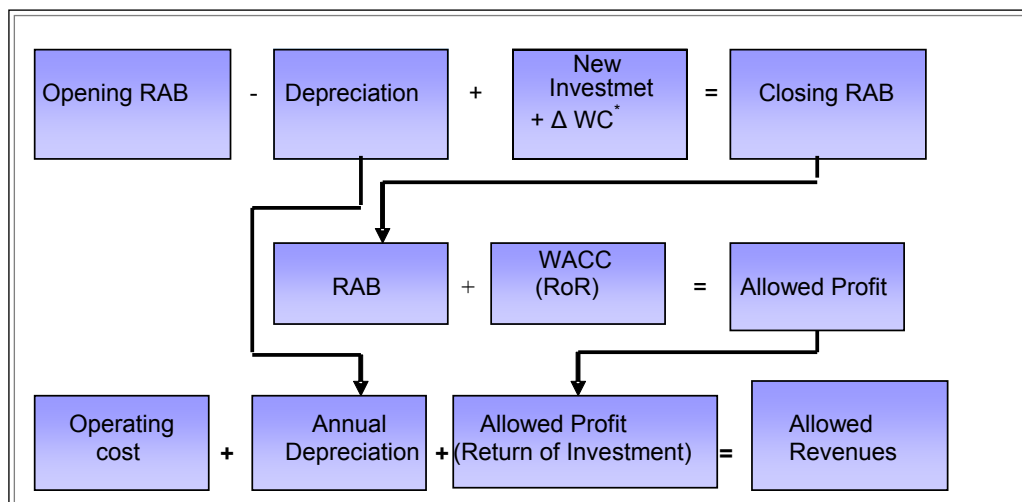 New
Opening RAB - Depreciation + Investmet = Closing RAB
+ Δ WC*
WACC
RAB + (RoR) = Allowed Profit
Operating Annual Allowed Profit Allowed
cost + Depreciation + (Return of Investment) = Revenues